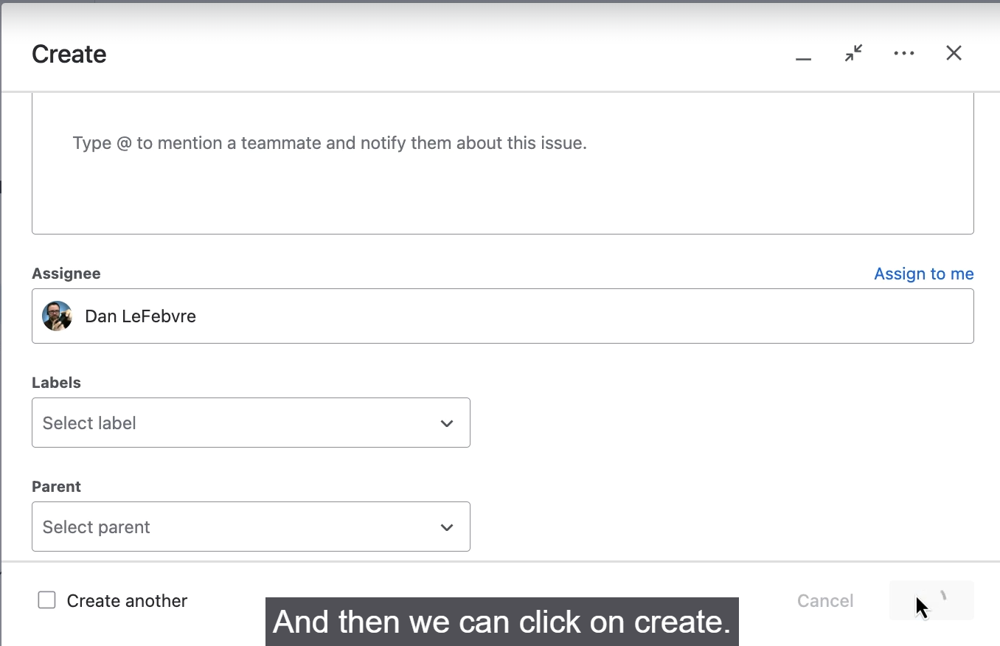 Create
Type @ to mention a teammate and notify them about this issue.
Assignee
Assign to me
Dan LeFebvre
Labels
Select label
Parent
Select parent
Create another
Cancel
And then we can click on create.